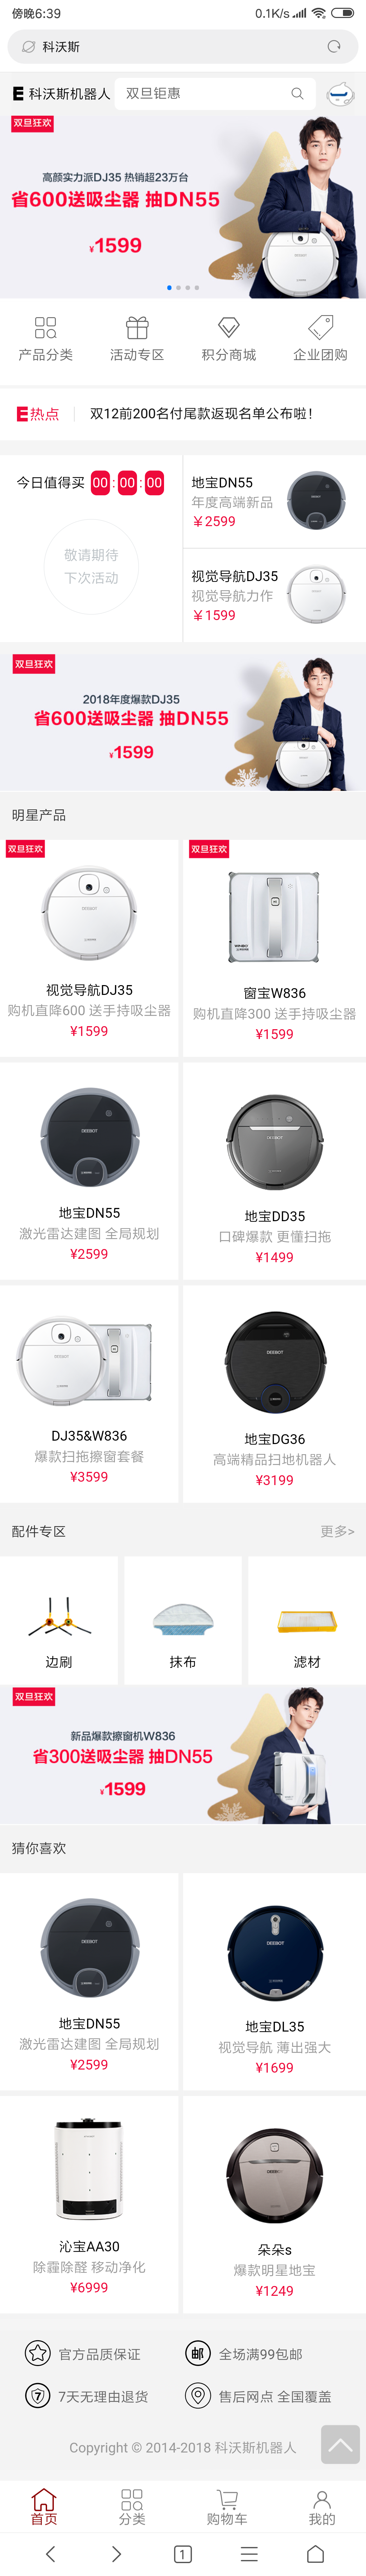 傍晚6:39
0.1K/s
科沃斯
科沃斯机器人
双旦钜惠
双旦狂欢
高颜实力派DJ35 热销超23万台
省600送吸尘器 抽DN55
¥1599
产品分类
活动专区
积分商城
企业团购
E热点
双12前200名付尾款返现名单公布啦!
今日值得买 00 : 00 : 00
敬请期待
下次活动
地宝DN55
年度高端新品
￥2599
视觉导航DJ35
视觉导航力作
￥1599
双旦狂欢
2018年度爆款DJ35
省600送吸尘器 抽DN55
¥1599
明星产品
双旦狂欢
视觉导航DJ35
购机直降600 送手持吸尘器
¥1599
双旦狂欢
窗宝W836
购机直降300 送手持吸尘器
¥1599
DEEBOT
地宝DN55
激光雷达建图 全局规划
¥2599
DEEBOT
地宝DD35
口碑爆款 更懂扫拖
¥1499
DJ35&W836
爆款扫拖擦窗套餐
¥3599
DEEBOT
地宝DG36
高端精品扫地机器人
¥3199
配件专区
更多>
边刷
抹布
滤材
双旦狂欢
新品爆款擦窗机W836
省300送吸尘器 抽DN55
¥1599
猜你喜欢
DEEBOT
地宝DN55
激光雷达建图 全局规划
¥2599
DEEBOT
地宝DL35
视觉导航 薄出强大
¥1699
沁宝AA30
除霾除醛 移动净化
¥6999
DEEBOT
朵朵s
爆款明星地宝
¥1249
官方品质保证
邮 全场满99包邮
7 7天无理由退货
售后网点 全国覆盖
Copyright © 2014-2018 科沃斯机器人
首页
分类
购物车
我的
1